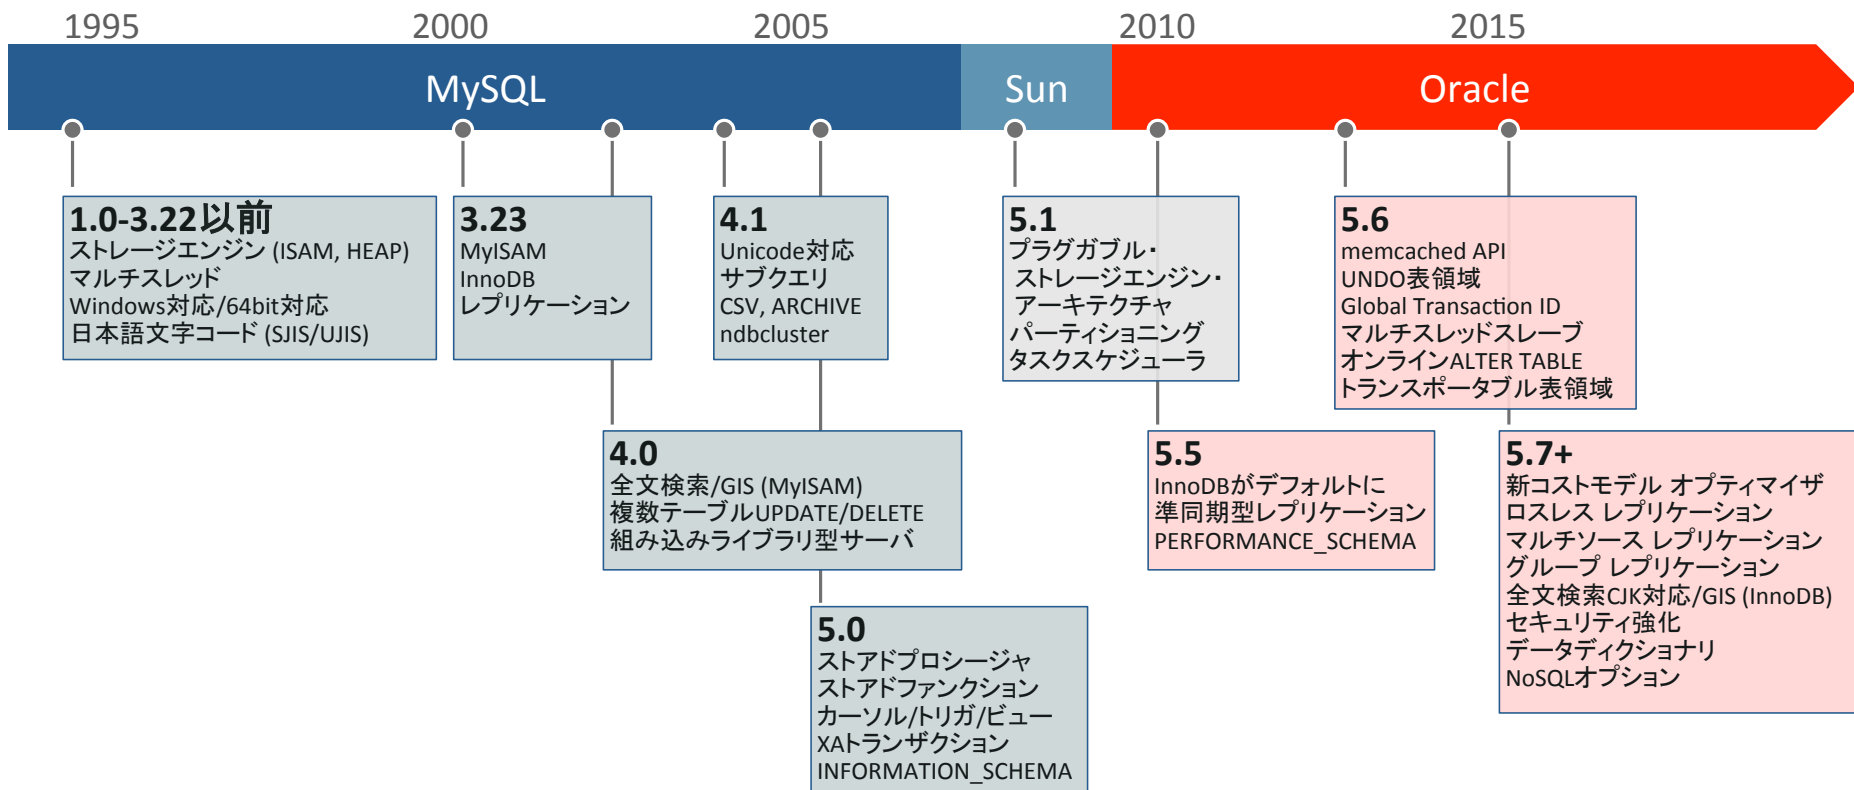 1995
2000
2005
2010
2015
MySQL
Sun
Oracle
1.0-3.22以前
ストレージエンジン (ISAM, HEAP)
マルチスレッド
Windows対応/64bit対応
日本語文字コード (SJIS/UJIS)
3.23
MyISAM
InnoDB
レプリケーション
4.1
Unicode対応
サブクエリ
CSV, ARCHIVE
ndbcluster
5.1
プラグガブル・
ストレージエンジン・
アーキテクチャ
パーティショニング
タスクスケジューラ
5.6
memcached API
UNDO表領域
Global Transaction ID
マルチスレッドスレーブ
オンラインALTER TABLE
トランスポータブル表領域
4.0
全文検索/GIS (MyISAM)
複数テーブルUPDATE/DELETE
組み込みライブラリ型サーバ
5.5
InnoDBがデフォルトに
準同期型レプリケーション
PERFORMANCE_SCHEMA
5.7+
新コストモデル オプティマイザ
ロスレス レプリケーション
マルチソース レプリケーション
グループ レプリケーション
全文検索CJK対応/GIS (InnoDB)
セキュリティ強化
データディクショナリ
NoSQLオプション
5.0
ストアドプロシージャ
ストアドファンクション
カーソル/トリガ/ビュー
XAトランザクション
INFORMATION_SCHEMA